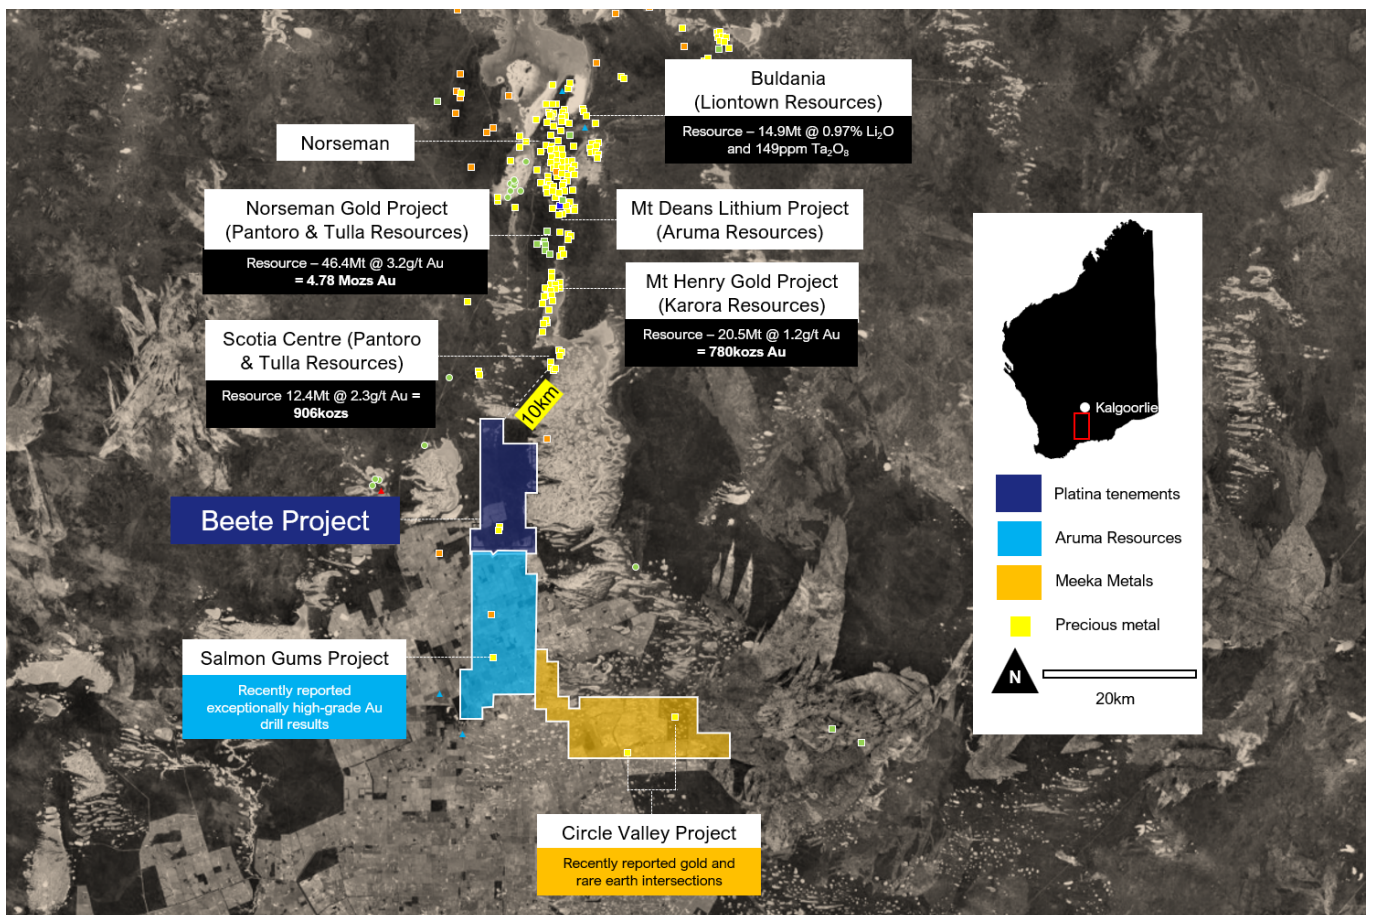 Buldania
(Liontown Resources)
Resource – 14.9Mt @ 0.97% Li₂O
and 149ppm Ta₂O₈
Norseman
Norseman Gold Project
(Pantoro & Tulla Resources)
Resource – 46.4Mt @ 3.2g/t Au
= 4.78 Mozs Au
Mt Deans Lithium Project
(Aruma Resources)
Mt Henry Gold Project
(Karora Resources)
Resource – 20.5Mt @ 1.2g/t Au
= 780kozs Au
Scotia Centre (Pantoro
& Tulla Resources)
Resource 12.4Mt @ 2.3g/t Au =
906kozs
10km
Beete Project
Salmon Gums Project
Recently reported
exceptionally high-grade Au
drill results
Circle Valley Project
Recently reported gold and
rare earth intersections
Kalgoorlie
Platina tenements
Aruma Resources
Meeka Metals
Precious metal
N
20km